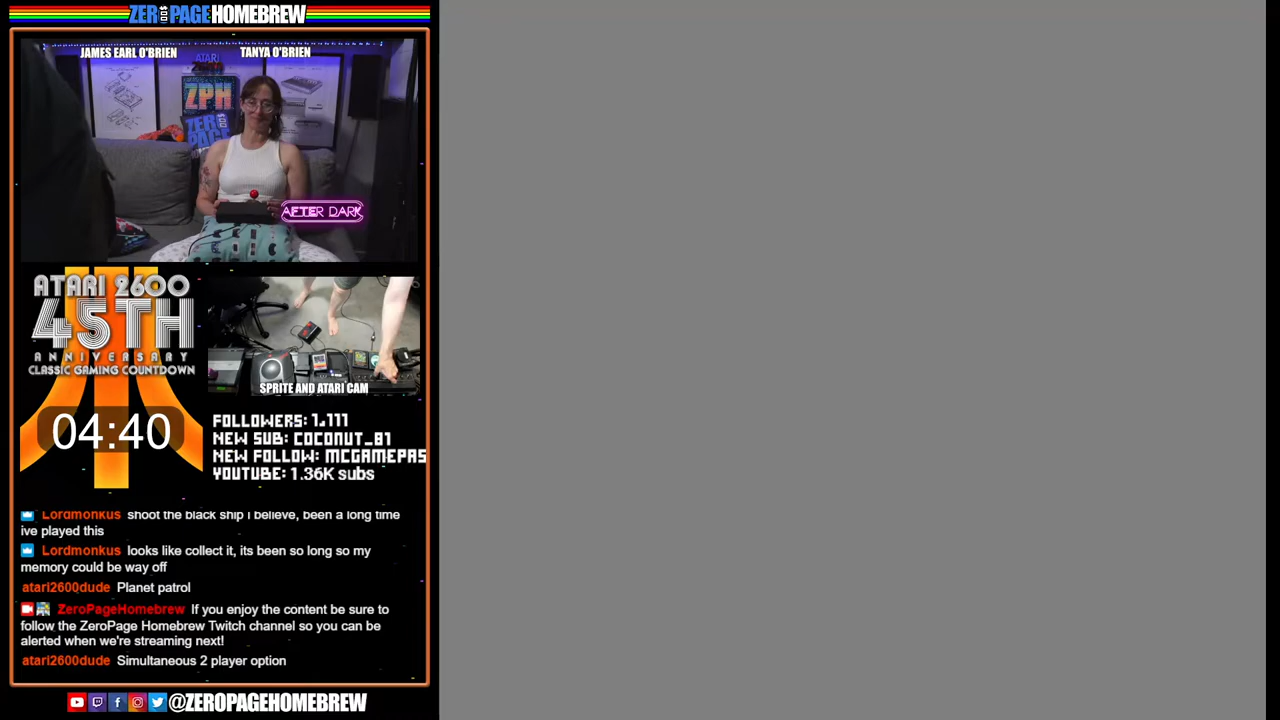 ZERO PAGE HOMEBREW
JAMES EARL O'BRIEN
TANYA O'BRIEN
ATARI
ZPH
ZERO
PAGE
AFTER DARK
ATARI 2600
45TH
ANNIVERSARY
CLASSIC GAMING COUNTDOWN
04:40
SPRITE AND ATARI CAM
FOLLOWERS: 1,111
NEW SUB: COCONUT_81
NEW FOLLOW: MCGAMEPAS
YOUTUBE: 1.36K subs
Lordmonkus shoot the black ship i believe, been a long time
ive played this
Lordmonkus looks like collect it, its been so long so my
memory could be way off
atari2600dude Planet patrol
ZeroPageHomebrew If you enjoy the content be sure to
follow the ZeroPage Homebrew Twitch channel so you can be
alerted when we're streaming next!
atari2600dude Simultaneous 2 player option
@ZEROPAGEHOMEBREW